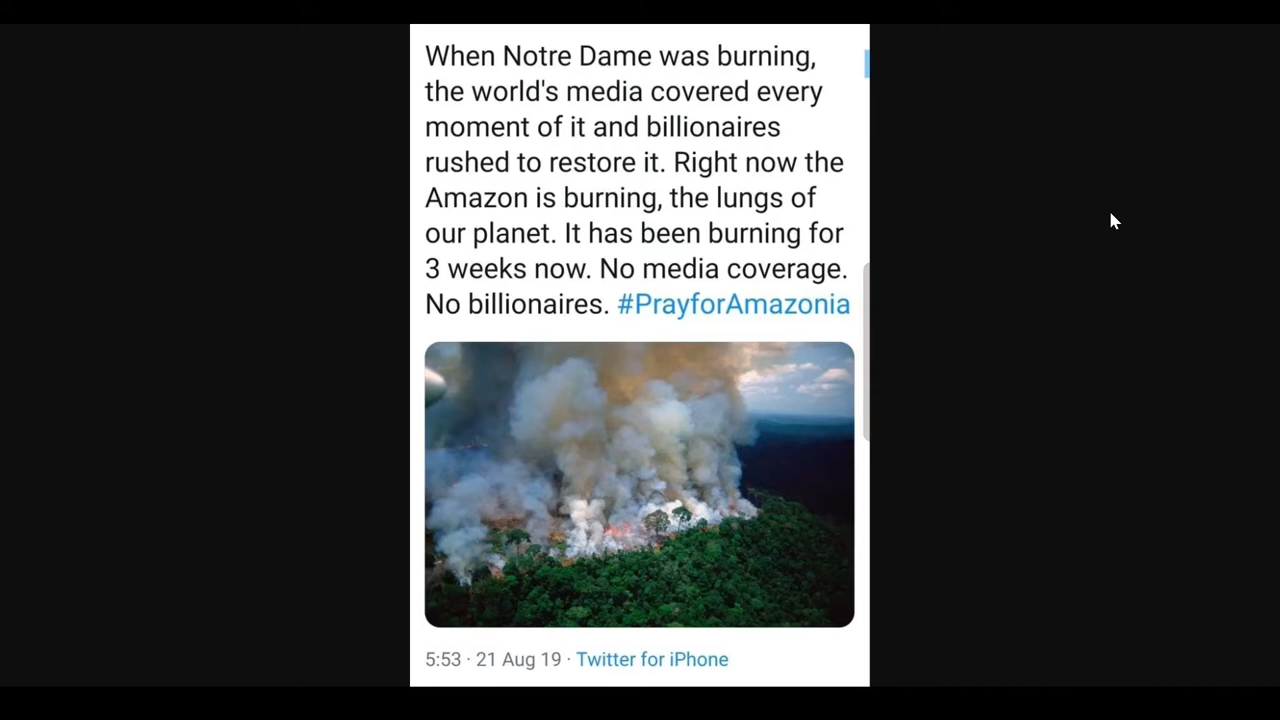 When Notre Dame was burning,
the world's media covered every
moment of it and billionaires
rushed to restore it. Right now the
Amazon is burning, the lungs of
our planet. It has been burning for
3 weeks now. No media coverage.
No billionaires. #PrayforAmazonia
5:53 · 21 Aug 19 · Twitter for iPhone